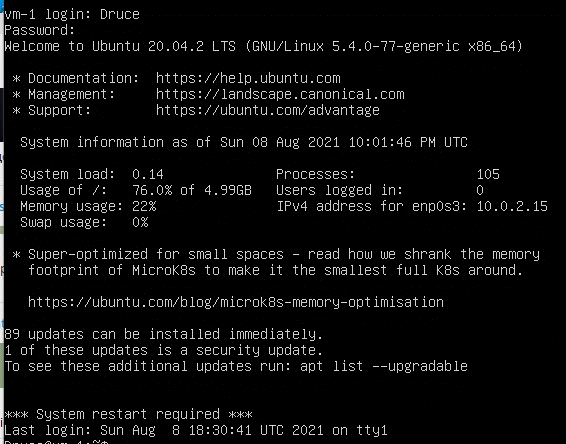 vm-1 login: Druce
Password:
Welcome to Ubuntu 20.04.2 LTS (GNU/Linux 5.4.0-77-generic x86_64)
* Documentation:  https://help.ubuntu.com
* Management:     https://landscape.canonical.com
* Support:        https://ubuntu.com/advantage
System information as of Sun 08 Aug 2021 10:01:46 PM UTC
System load:  0.14               Processes:               105
Usage of /:   76.0% of 4.99GB   Users logged in:         0
Memory usage: 22%                IPv4 address for enp0s3: 10.0.2.15
Swap usage:   0%
* Super-optimized for small spaces - read how we shrank the memory
footprint of MicroK8s to make it the smallest full K8s around.
https://ubuntu.com/blog/microk8s-memory-optimisation
89 updates can be installed immediately.
1 of these updates is a security update.
To see these additional updates run: apt list --upgradable
*** System restart required ***
Last login: Sun Aug  8 18:30:41 UTC 2021 on tty1
Druce@vm-1:~$